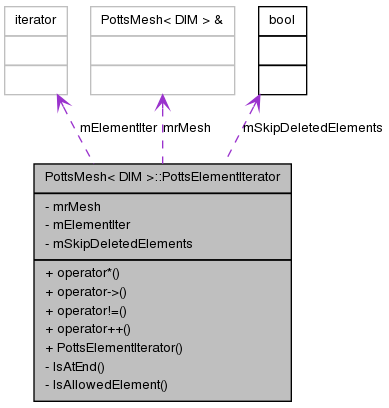 iterator
PottsMesh< DIM > &
bool
mElementIter
mrMesh
mSkipDeletedElements
PottsMesh< DIM >::PottsElementIterator
- mrMesh
- mElementIter
- mSkipDeletedElements
+ operator*()
+ operator->()
+ operator!=()
+ operator++()
+ PottsElementIterator()
- IsAtEnd()
- IsAllowedElement()